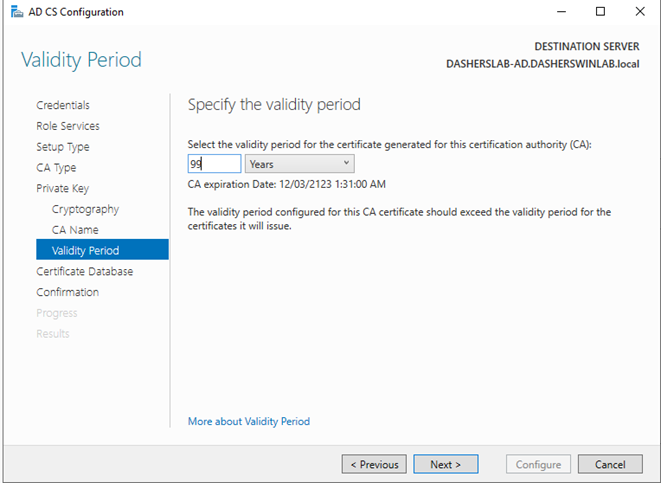 AD CS Configuration
Validity Period
DESTINATION SERVER
DASHERSLAB-AD.DASHERSWINLAB.local
Credentials
Role Services
Setup Type
CA Type
Private Key
Cryptography
CA Name
Validity Period
Certificate Database
Confirmation
Progress
Results
Specify the validity period
Select the validity period for the certificate generated for this certification authority (CA):
99 Years
CA expiration Date: 12/03/2123 1:31:00 AM
The validity period configured for this CA certificate should exceed the validity period for the
certificates it will issue.
More about Validity Period
< Previous Next > Configure Cancel